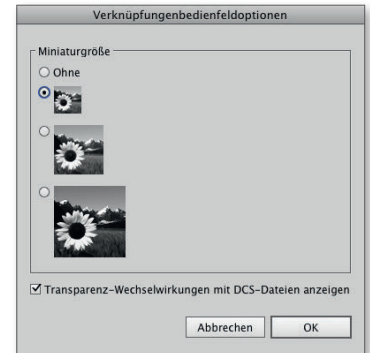 Verknüpfungenbedienfeldoptionen
Miniaturgröße
Ohne
Transparenz-Wechselwirkungen mit DCS-Dateien anzeigen
Abbrechen OK